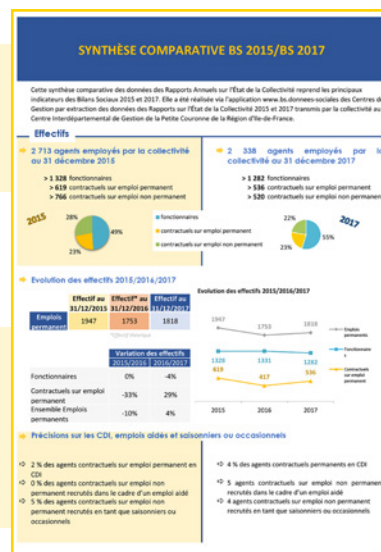 SYNTHÈSE COMPARATIVE BS 2015/BS 2017
Cette synthèse comparative des données des Rapports Annuels sur l'État de la Collectivité reprend les principaux
indicateurs des Bilans Sociaux 2015 et 2017. Elle a été réalisée via l'application www.bs.donnees-sociales des Centres de
Gestion par extraction des données des Rapports sur l'État de la Collectivité 2015 et 2017 transmis par la collectivité au
Centre Interdépartemental de Gestion de la Petite Couronne de la Région d'Ile-de-France.
Effectifs
2 713 agents employés par la collectivité
au 31 décembre 2015
> 1 328 fonctionnaires
> 619 contractuels sur emploi permanent
> 766 contractuels sur emploi non permanent
2 338 agents employés par la
collectivité au 31 décembre 2017
> 1 282 fonctionnaires
> 536 contractuels sur emploi permanent
> 520 contractuels sur emploi non permanent
2015
28%
49%
23%
fonctionnaires
contractuels sur emploi permanent
contractuels sur emploi non permanent
22%
55%
23%
2017
Evolution des effectifs 2015/2016/2017
Effectif au 31/12/2015
Effectif* au 31/12/2016
Effectif au 31/12/2017
Emplois permanent
1947
1753
1818
Variation des effectifs
2015/2016
2016/2017
Fonctionnaires
0%
-4%
Contractuels sur emploi permanent
-33%
29%
Ensemble Emplois permanents
-10%
4%
Evolution des effectifs 2015/2016/2017
1947
1753
1818
1328
1331
1282
619
417
536
2015
2016
2017
Emplois permanents
Fonctionnaires
Contractuels sur emploi permanent
Précisions sur les CDI, emplois aidés et saisonniers ou occasionnels
2 % des agents contractuels sur emploi permanent en
CDI
0 % des agents contractuels sur emploi non
permanent recrutés dans le cadre d'un emploi aidé
5 % des agents contractuels sur emploi non
permanent recrutés en tant que saisonniers ou
occasionnels
4 % des agents contractuels permanents en
CDI
5 agents contractuels sur emploi non permanent
recrutés dans le cadre d'un emploi aidé
4 agents contractuels sur emploi non permanent
recrutés en tant que saisonniers ou occasionnels